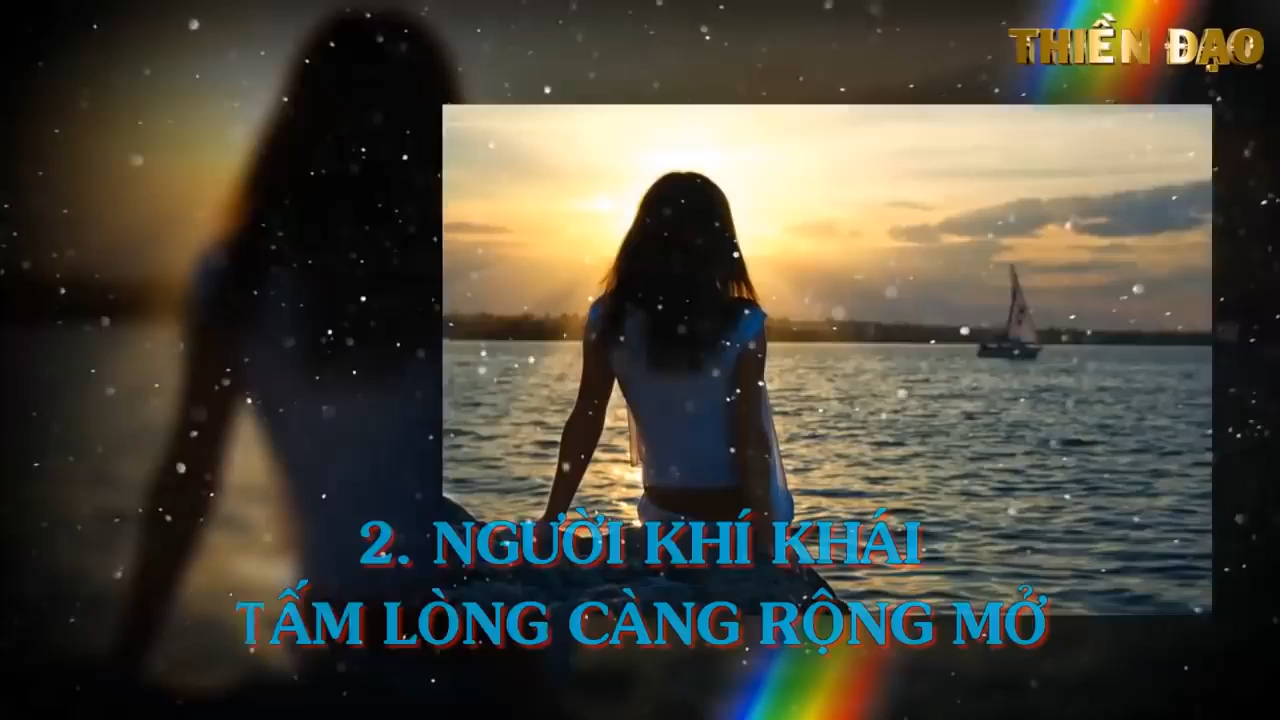 THIỀN ĐẠO
2. NGƯỜI KHÍ KHÁI
TẤM LÒNG CÀNG RỘNG MỞ